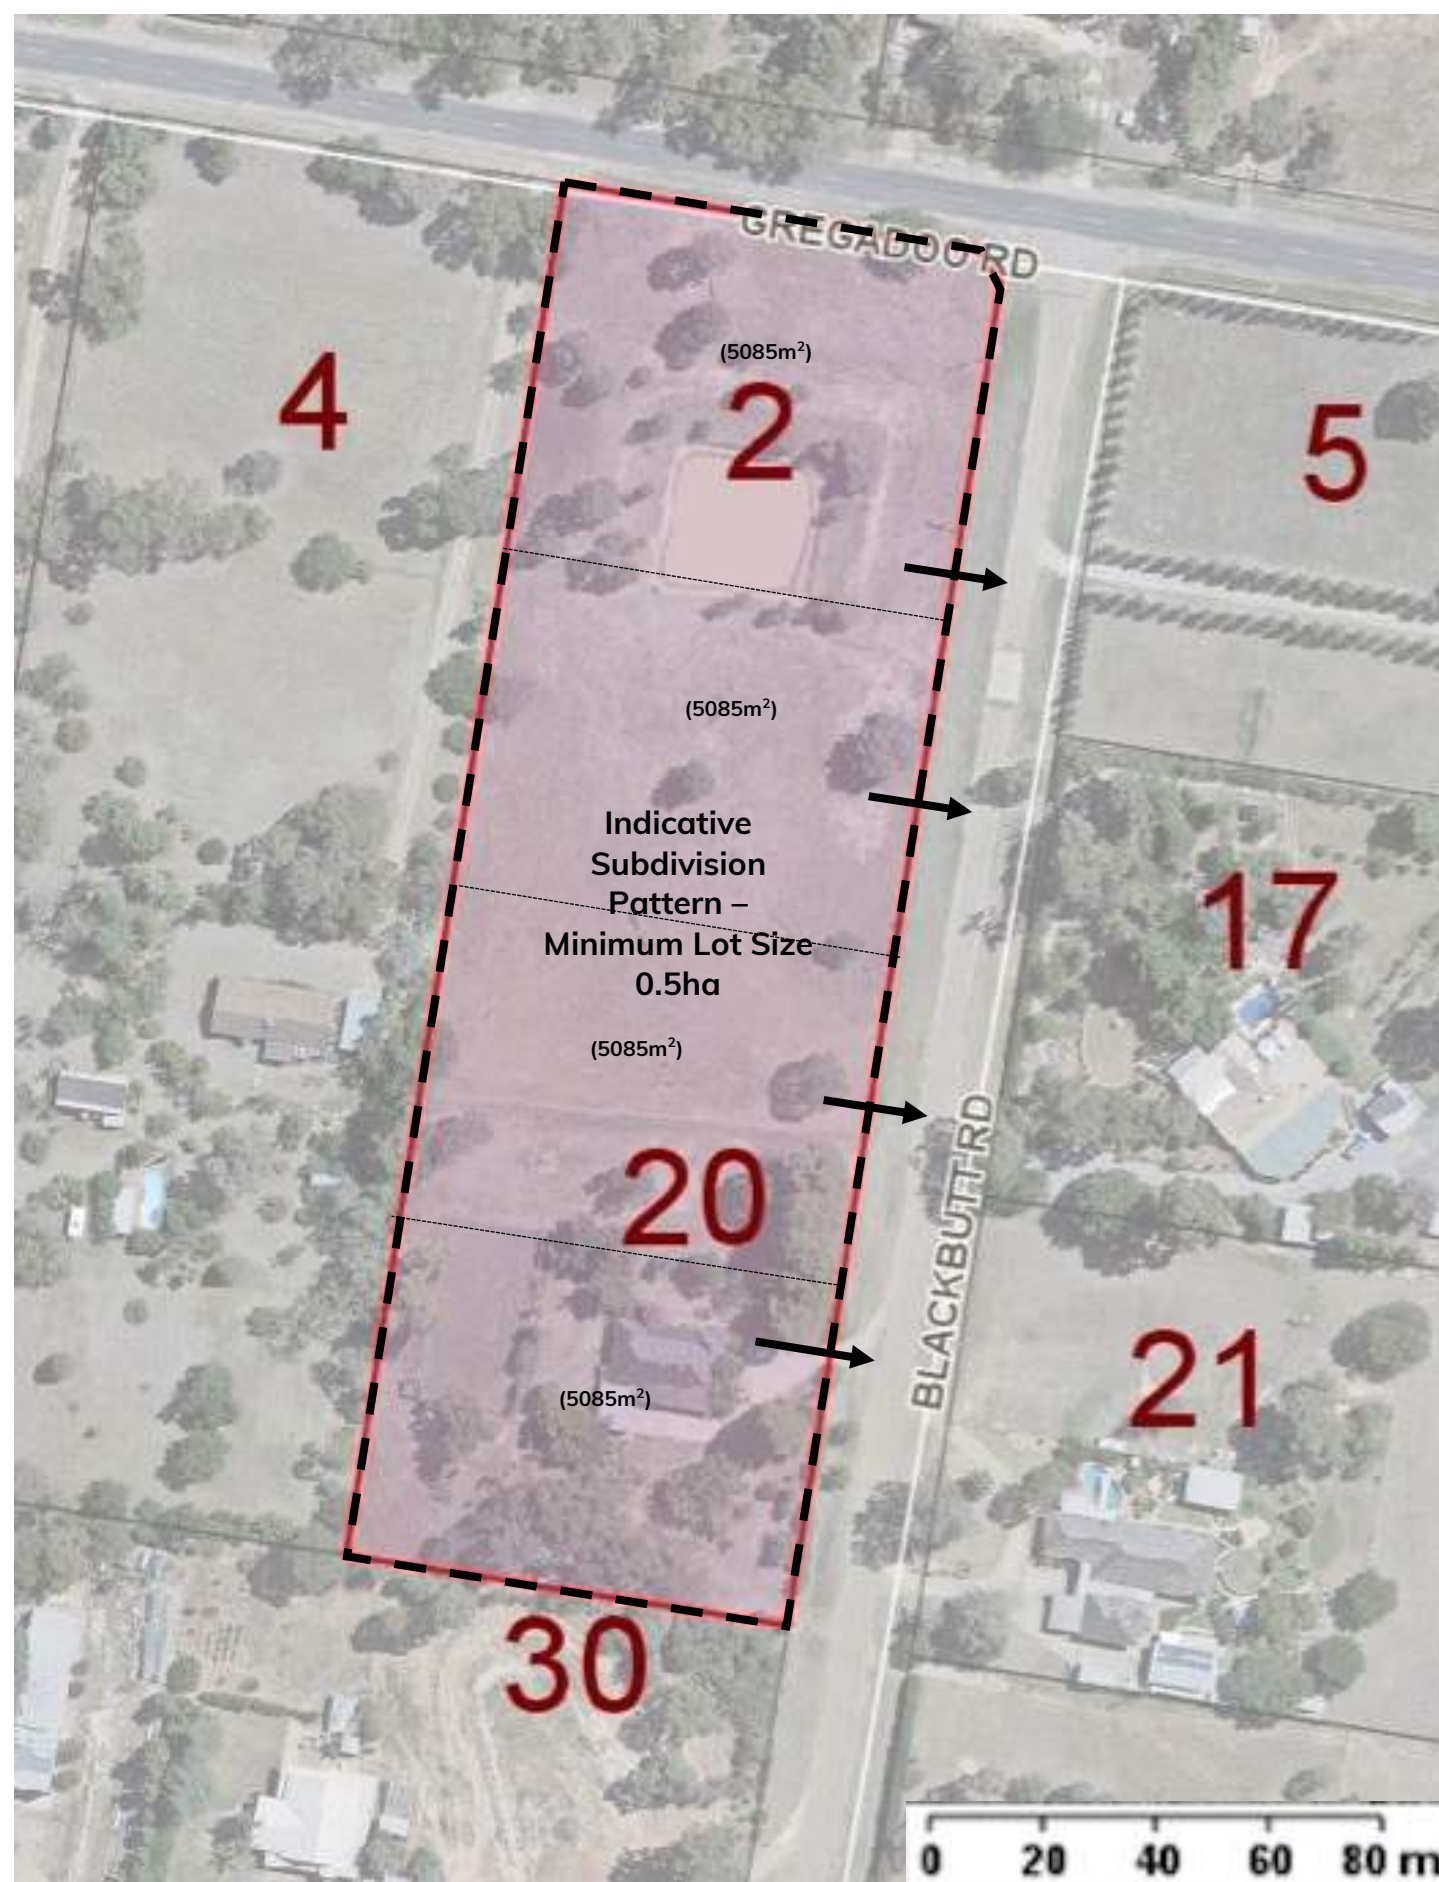 GREGADOO RD
(5085m²)
4
2
5
(5085m²)
Indicative
Subdivision
Pattern –
Minimum Lot Size
0.5ha
17
(5085m²)
20
BLACKBUTT RD
21
(5085m²)
30
0 20 40 60 80 m